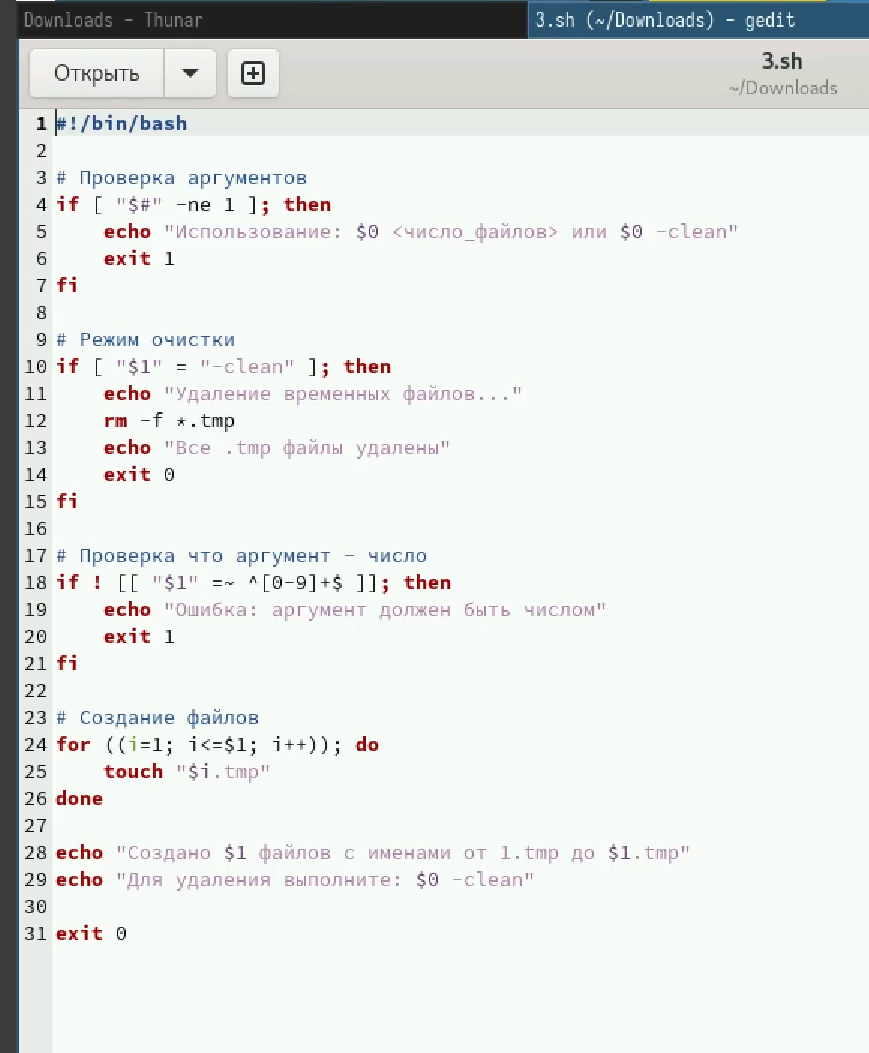 Downloads - Thunar
3.sh (~/Downloads) - gedit
Открыть
3.sh
~/Downloads
1 #!/bin/bash
2
3 # Проверка аргументов
4 if [ "$#" -ne 1 ]; then
5     echo "Использование: $0 <число_файлов> или $0 -clean"
6     exit 1
7 fi
8
9 # Режим очистки
10 if [ "$1" = "-clean" ]; then
11     echo "Удаление временных файлов..."
12     rm -f *.tmp
13     echo "Все .tmp файлы удалены"
14     exit 0
15 fi
16
17 # Проверка что аргумент - число
18 if ! [[ "$1" =~ ^[0-9]+$ ]]; then
19     echo "Ошибка: аргумент должен быть числом"
20     exit 1
21 fi
22
23 # Создание файлов
24 for ((i=1; i<=$1; i++)); do
25     touch "$i.tmp"
26 done
27
28 echo "Создано $1 файлов с именами от 1.tmp до $1.tmp"
29 echo "Для удаления выполните: $0 -clean"
30
31 exit 0